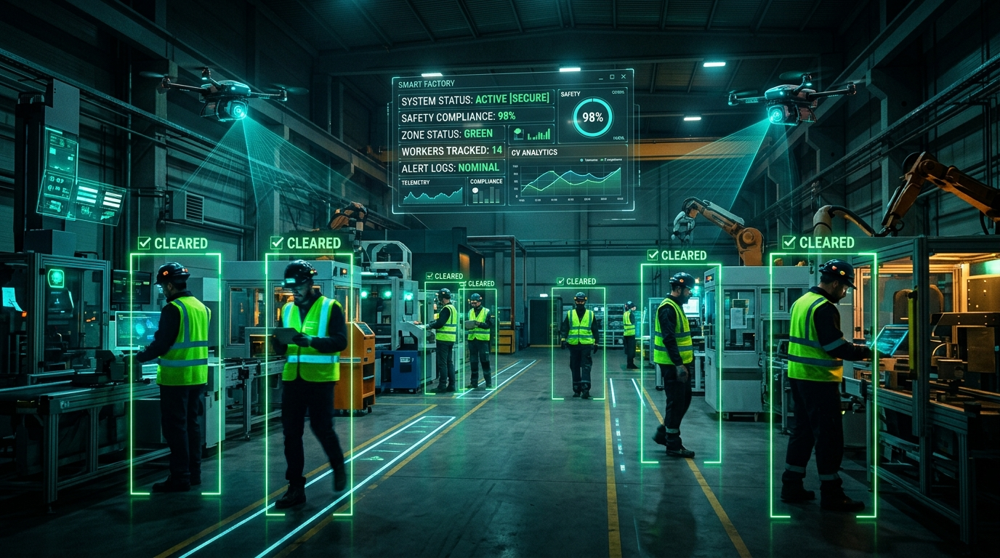 SMART FACTORY
SYSTEM STATUS: ACTIVE [SECURE]
SAFETY COMPLIANCE: 98%
ZONE STATUS: GREEN
WORKERS TRACKED: 14
ALERT LOGS: NOMINAL
TELEMETRY
COMPLIANCE
SAFETY
98%
CV ANALYTICS
CLEARED
CLEARED
CLEARED
CLEARED
CLEARED
CLEARED
CLEARED